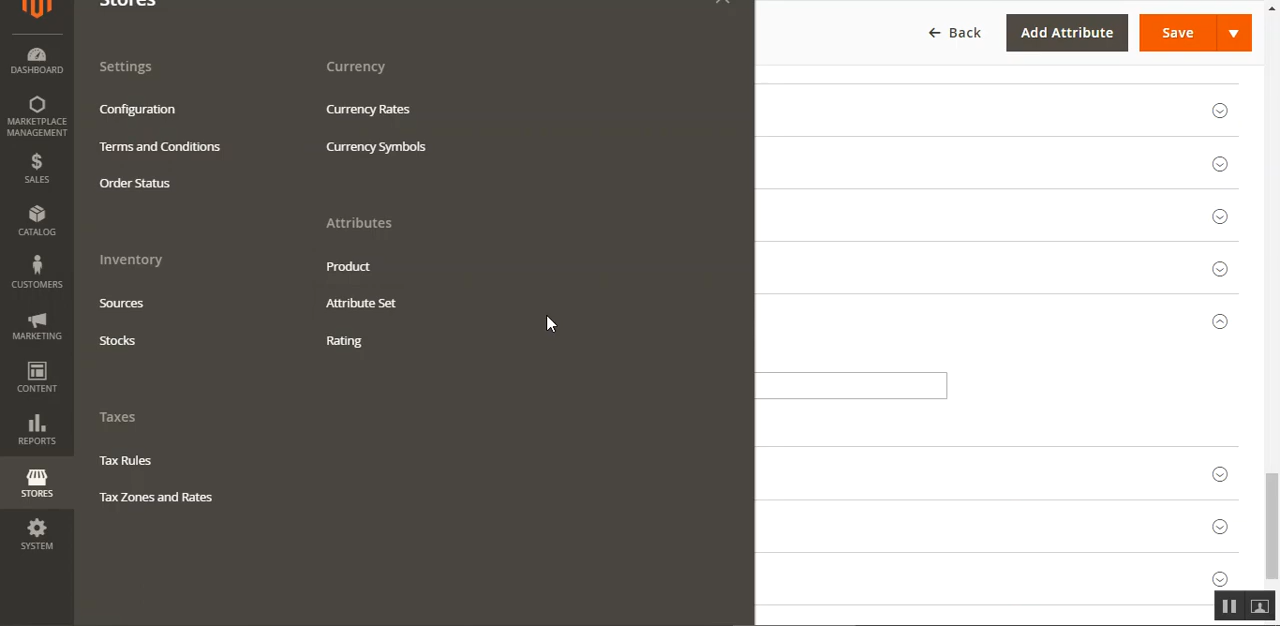 Stores
Settings
Configuration
Terms and Conditions
Order Status
Inventory
Sources
Stocks
Taxes
Tax Rules
Tax Zones and Rates
Currency
Currency Rates
Currency Symbols
Attributes
Product
Attribute Set
Rating
DASHBOARD
MARKETPLACE
MANAGEMENT
SALES
CATALOG
CUSTOMERS
MARKETING
CONTENT
REPORTS
STORES
SYSTEM
Back
Add Attribute
Save